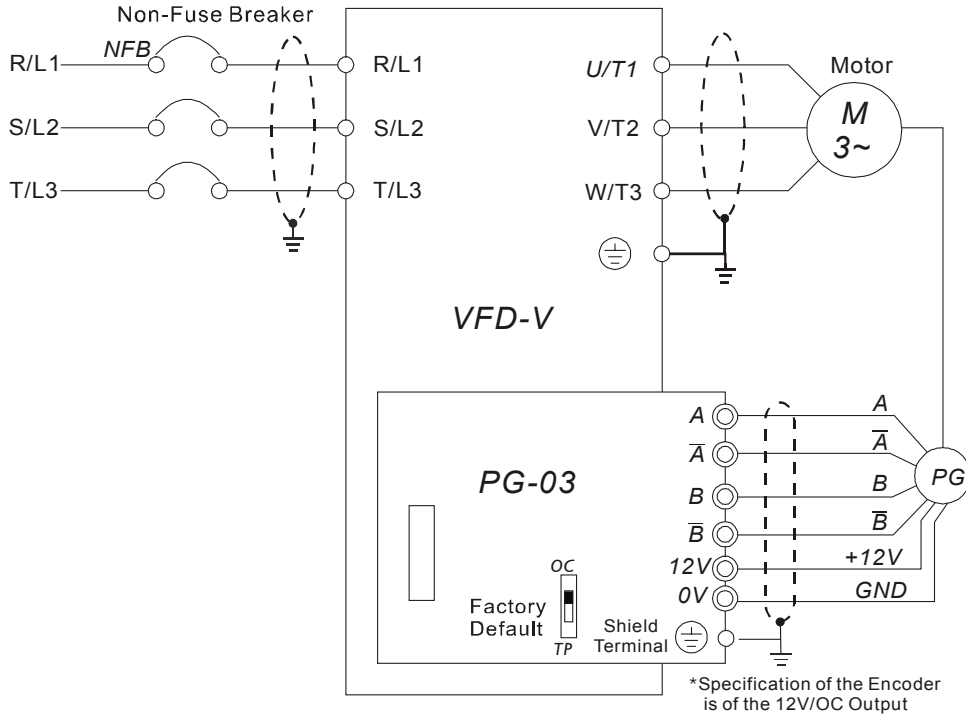 Non-Fuse Breaker
NFB
R/L1
S/L2
T/L3
R/L1
S/L2
T/L3
U/T1
V/T2
W/T3
Motor
M
3~
VFD-V
PG-03
A
A̅
B
B̅
12V
0V
A
A̅
B
B̅
+12V
GND
PG
OC
Factory
Default
TP
Shield
Terminal
*Specification of the Encoder
is of the 12V/OC Output